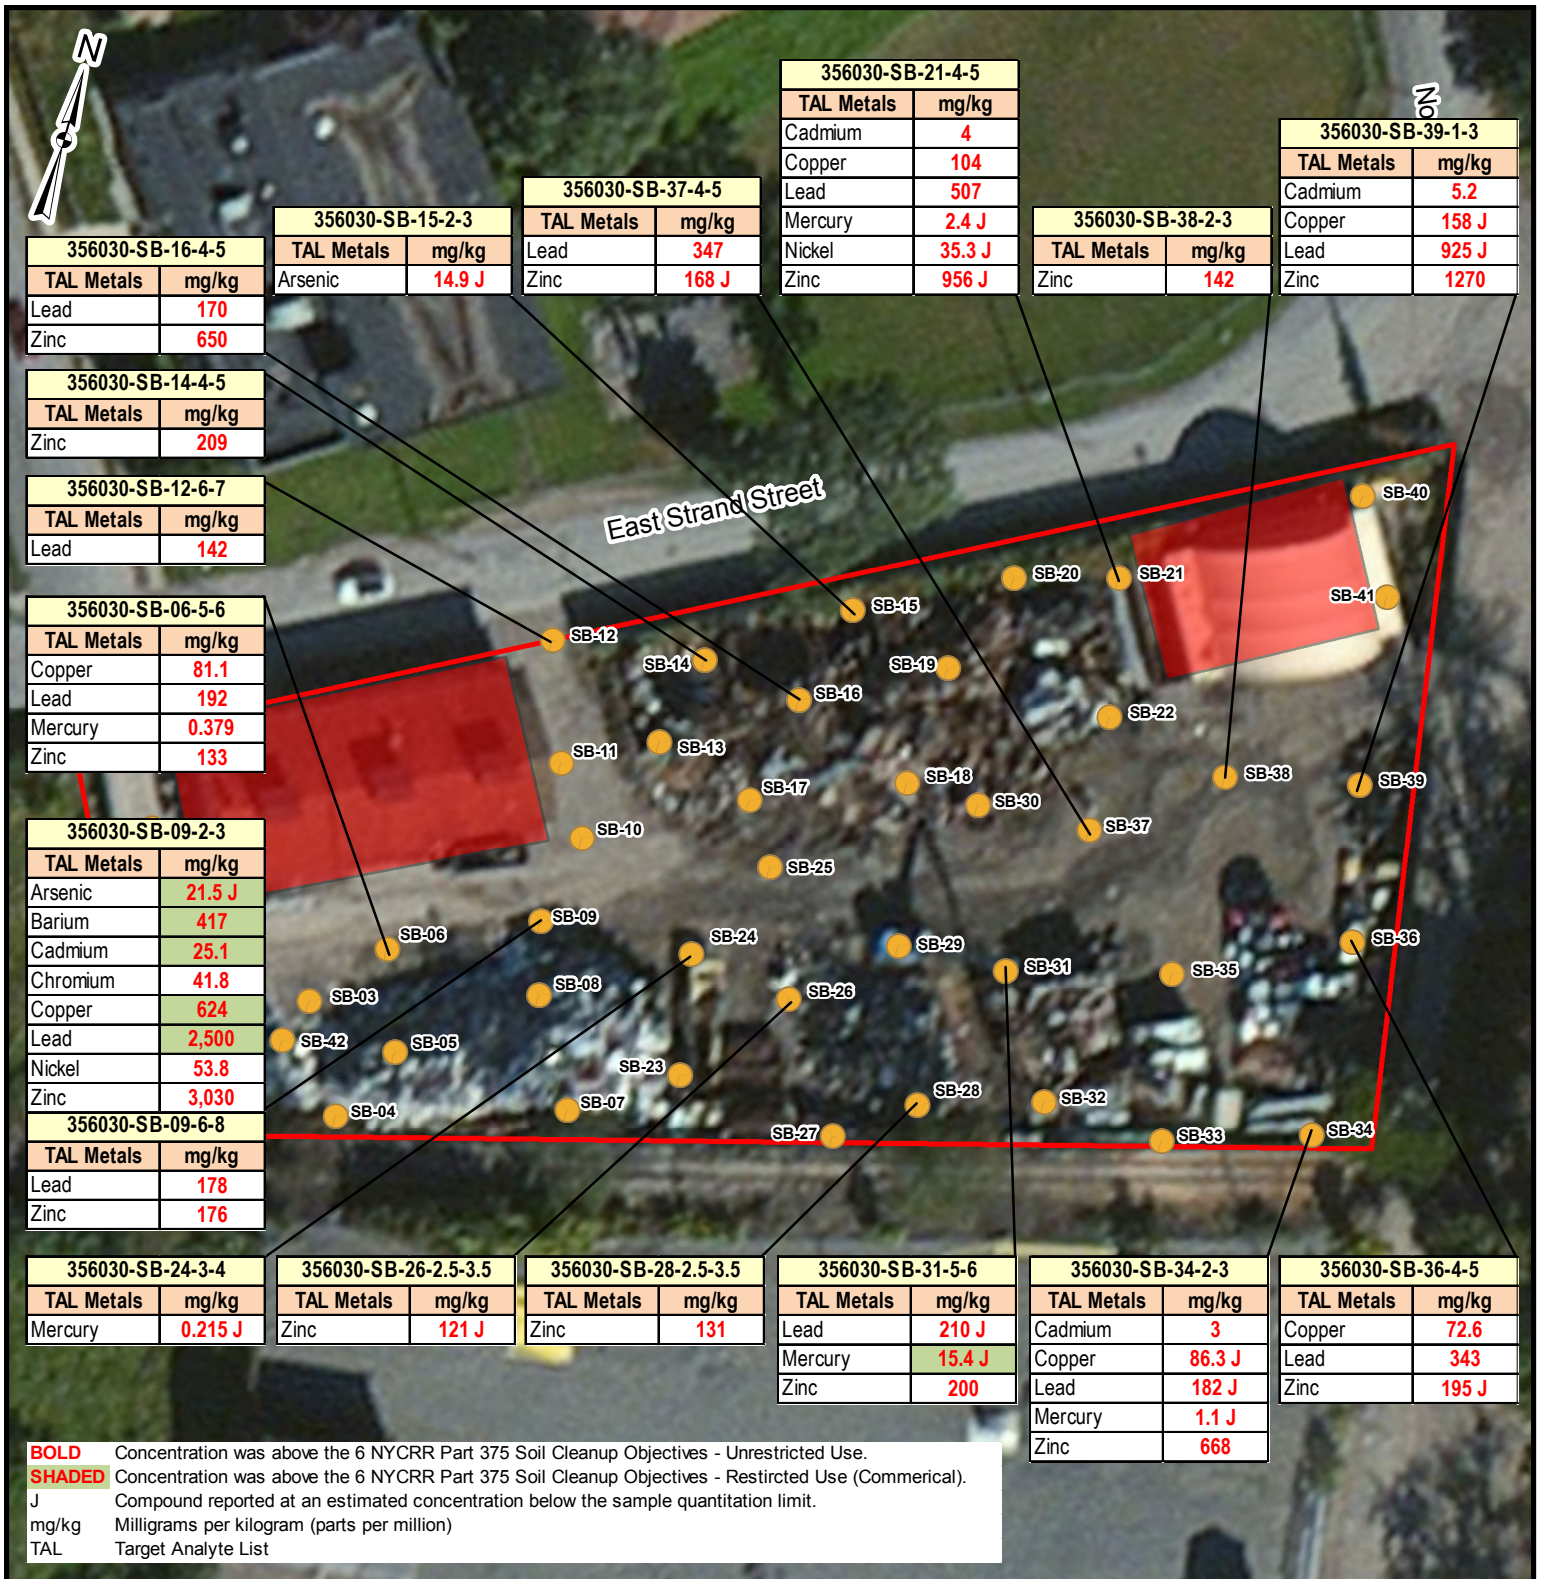 N
No
356030-SB-21-4-5
TAL Metals mg/kg
Cadmium 4
Copper 104
Lead 507
Mercury 2.4 J
Nickel 35.3 J
Zinc 956 J
356030-SB-39-1-3
TAL Metals mg/kg
Cadmium 5.2
Copper 158 J
Lead 925 J
Zinc 1270
356030-SB-37-4-5
TAL Metals mg/kg
Lead 347
Zinc 168 J
356030-SB-15-2-3
TAL Metals mg/kg
Arsenic 14.9 J
356030-SB-38-2-3
TAL Metals mg/kg
Zinc 142
356030-SB-16-4-5
TAL Metals mg/kg
Lead 170
Zinc 650
356030-SB-14-4-5
TAL Metals mg/kg
Zinc 209
356030-SB-12-6-7
TAL Metals mg/kg
Lead 142
356030-SB-06-5-6
TAL Metals mg/kg
Copper 81.1
Lead 192
Mercury 0.379
Zinc 133
356030-SB-09-2-3
TAL Metals mg/kg
Arsenic 21.5 J
Barium 417
Cadmium 25.1
Chromium 41.8
Copper 624
Lead 2,500
Nickel 53.8
Zinc 3,030
356030-SB-09-6-8
TAL Metals mg/kg
Lead 178
Zinc 176
East Strand Street
SB-40
SB-20
SB-21
SB-41
SB-15
SB-12
SB-14
SB-19
SB-16
SB-22
SB-13
SB-11
SB-18
SB-38
SB-39
SB-17
SB-30
SB-37
SB-10
SB-25
SB-09
SB-06
SB-24
SB-29
SB-36
SB-31
SB-35
SB-08
SB-26
SB-03
SB-42
SB-05
SB-23
SB-28
SB-32
SB-07
SB-04
SB-27
SB-33
SB-34
356030-SB-24-3-4
TAL Metals mg/kg
Mercury 0.215 J
356030-SB-26-2.5-3.5
TAL Metals mg/kg
Zinc 121 J
356030-SB-28-2.5-3.5
TAL Metals mg/kg
Zinc 131
356030-SB-31-5-6
TAL Metals mg/kg
Lead 210 J
Mercury 15.4 J
Zinc 200
356030-SB-34-2-3
TAL Metals mg/kg
Cadmium 3
Copper 86.3 J
Lead 182 J
Mercury 1.1 J
Zinc 668
356030-SB-36-4-5
TAL Metals mg/kg
Copper 72.6
Lead 343
Zinc 195 J
BOLD Concentration was above the 6 NYCRR Part 375 Soil Cleanup Objectives - Unrestricted Use.
SHADED Concentration was above the 6 NYCRR Part 375 Soil Cleanup Objectives - Restircted Use (Commerical).
J Compound reported at an estimated concentration below the sample quantitation limit.
mg/kg Milligrams per kilogram (parts per million)
TAL Target Analyte List